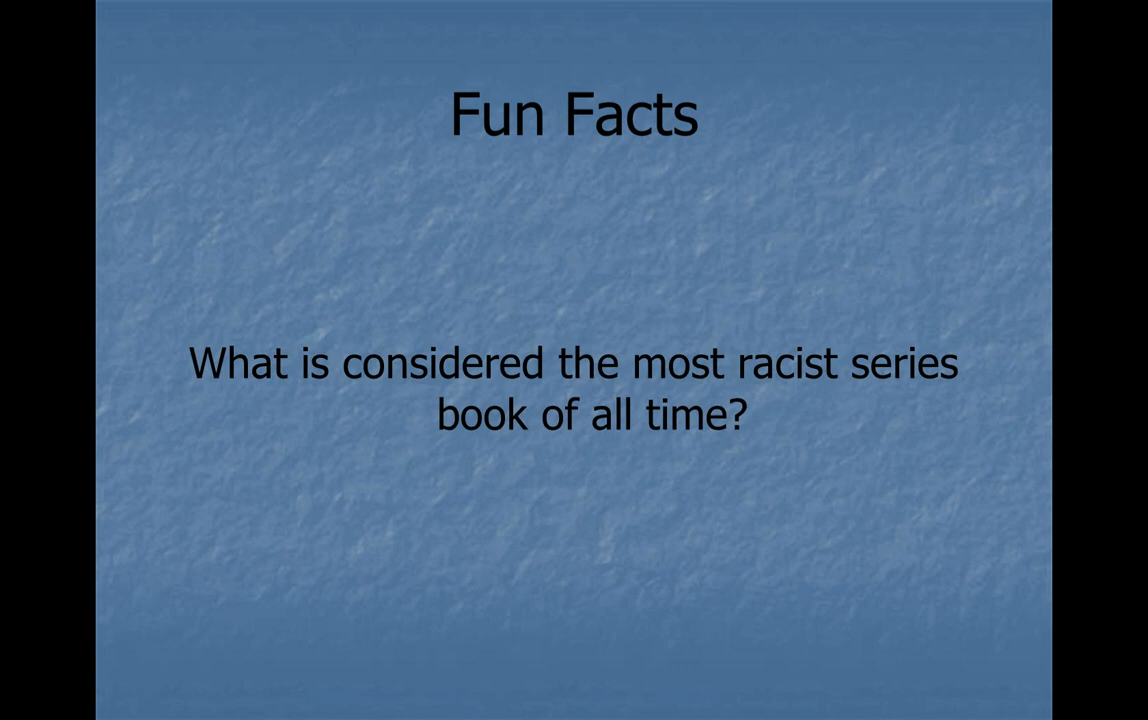 Fun Facts
What is considered the most racist series
book of all time?